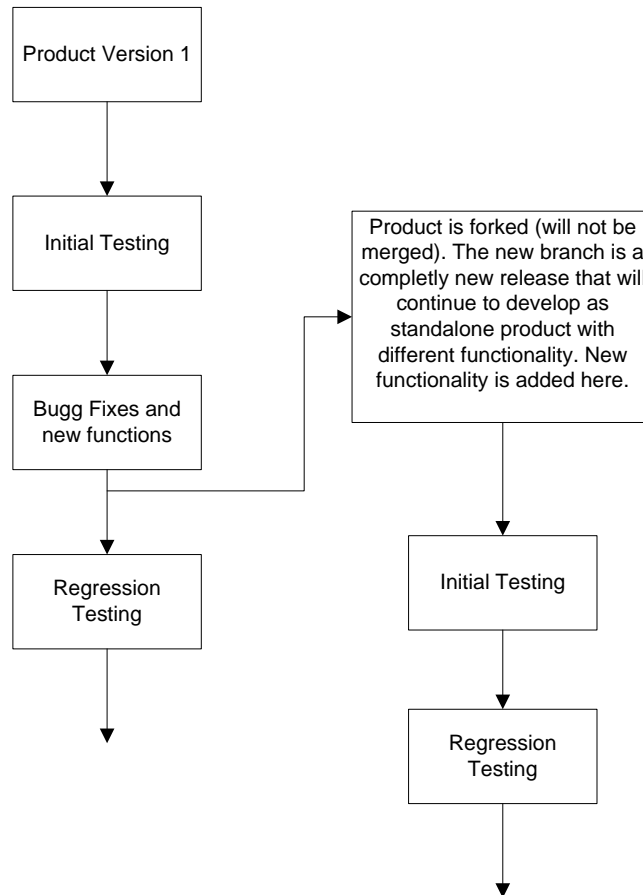 Product Version 1
Initial Testing
Bugg Fixes and
new functions
Regression
Testing
Product is forked (will not be
merged). The new branch is a
completly new release that will
continue to develop as
standalone product with
different functionality. New
functionality is added here.
Initial Testing
Regression
Testing